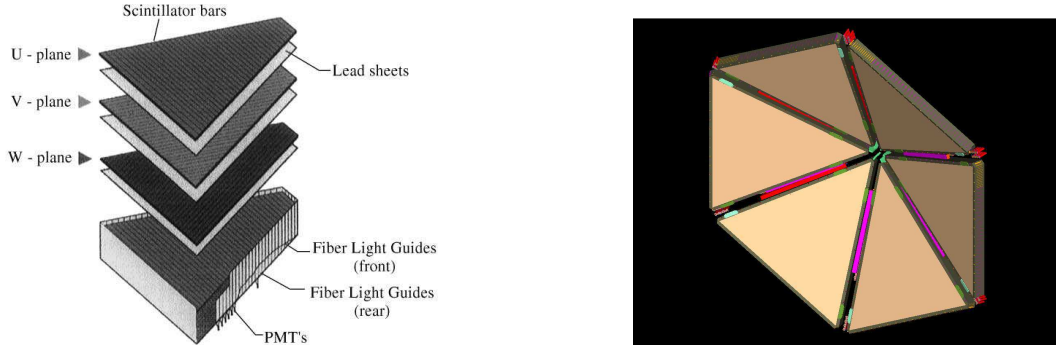 Scintillator bars
U - plane
Lead sheets
V - plane
W - plane
Fiber Light Guides
(front)
Fiber Light Guides
(rear)
PMT's